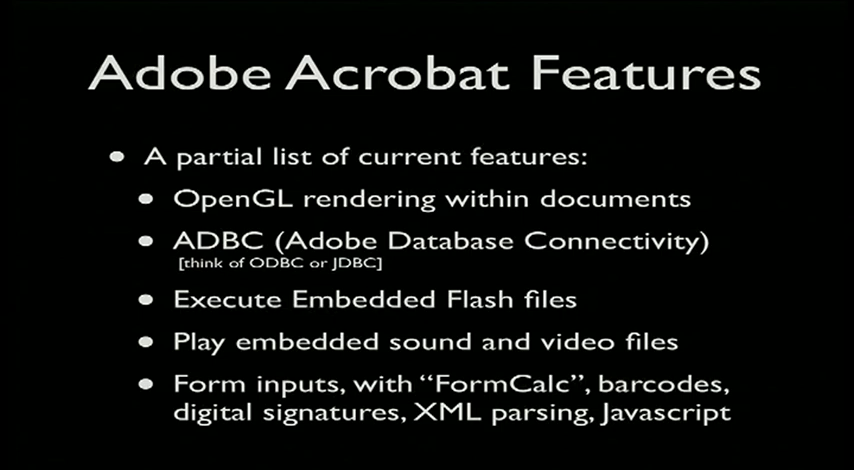 Adobe Acrobat Features
A partial list of current features:
OpenGL rendering within documents
ADBC (Adobe Database Connectivity)
[think of ODBC or JDBC]
Execute Embedded Flash files
Play embedded sound and video files
Form inputs, with “FormCalc”, barcodes,
digital signatures, XML parsing, Javascript